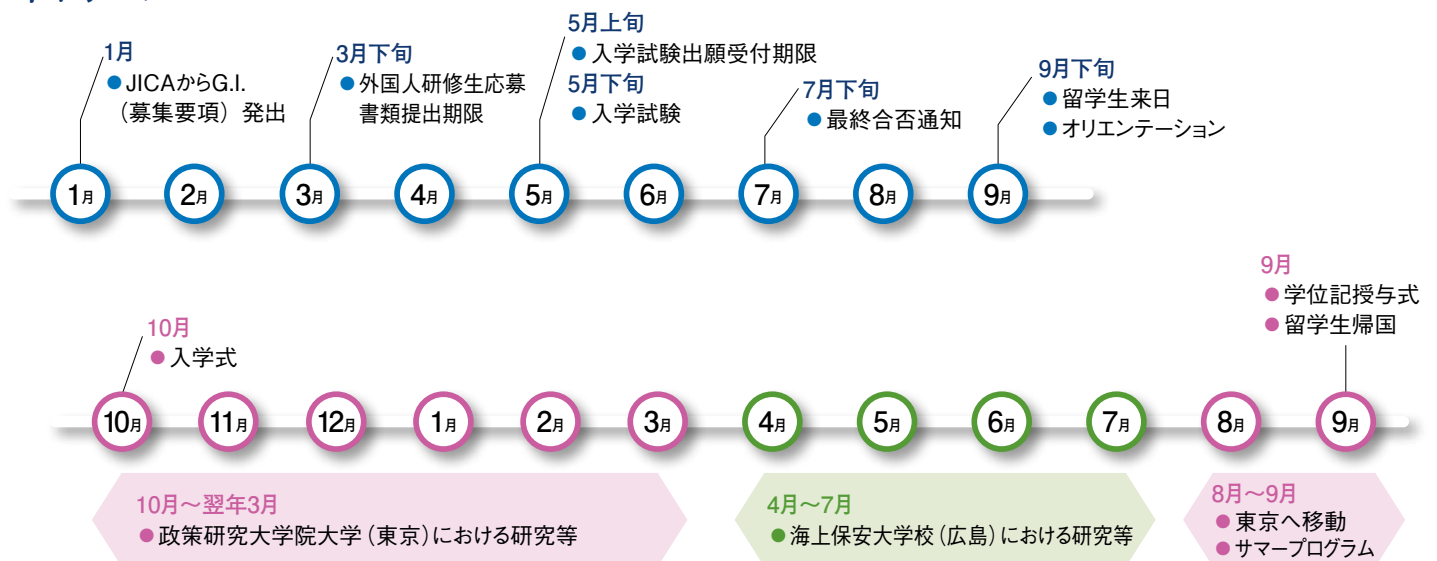 1月
● JICAからG.I.
（募集要項）発出
3月下旬
● 外国人研修生応募
書類提出期限
5月上旬
● 入学試験出願受付期限
5月下旬
● 入学試験
7月下旬
● 最終合否通知
9月下旬
● 留学生来日
● オリエンテーション
1月 2月 3月 4月 5月 6月 7月 8月 9月
10月
● 入学式
9月
● 学位記授与式
● 留学生帰国
10月 11月 12月 1月 2月 3月 4月 5月 6月 7月 8月 9月
10月～翌年3月
● 政策研究大学院大学（東京）における研究等
4月～7月
● 海上保安大学校（広島）における研究等
8月～9月
● 東京へ移動
● サマープログラム